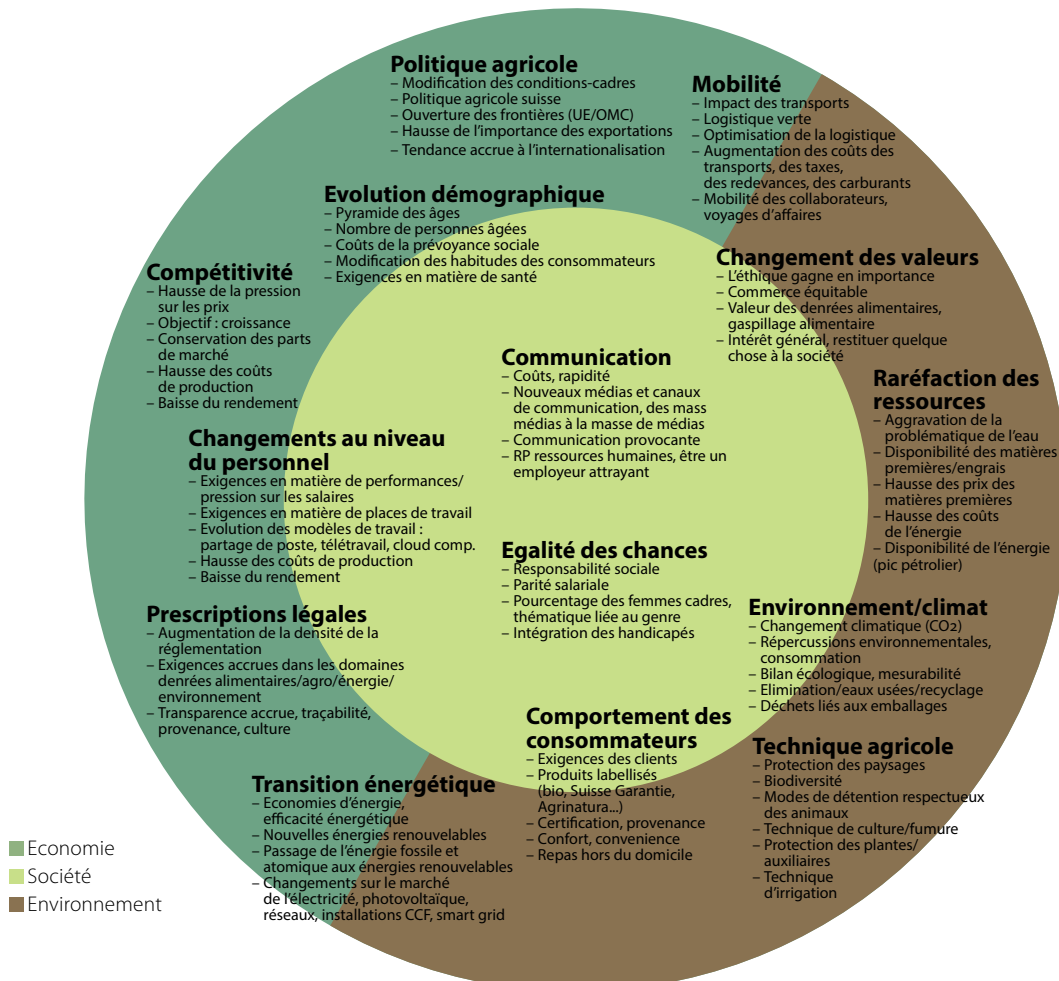 Politique agricole
– Modification des conditions-cadres
– Politique agricole suisse
– Ouverture des frontières (UE/OMC)
– Hausse de l'importance des exportations
– Tendance accrue à l'internationalisation
Mobilité
– Impact des transports
– Logistique verte
– Optimisation de la logistique
– Augmentation des coûts des
transports, des taxes,
des redevances, des carburants
– Mobilité des collaborateurs,
voyages d'affaires
Evolution démographique
– Pyramide des âges
– Nombre de personnes âgées
– Coûts de la prévoyance sociale
– Modification des habitudes des consommateurs
– Exigences en matière de santé
Changement des valeurs
– L'éthique gagne en importance
– Commerce équitable
– Valeur des denrées alimentaires,
gaspillage alimentaire
– Intérêt général, restituer quelque
chose à la société
Compétitivité
– Hausse de la pression
sur les prix
– Objectif : croissance
– Conservation des parts
de marché
– Hausse des coûts
de production
– Baisse du rendement
Communication
– Coûts, rapidité
– Nouveaux médias et canaux
de communication, des mass
médias à la masse de médias
– Communication provocante
– RP ressources humaines, être un
employeur attrayant
Raréfaction des
ressources
– Aggravation de la
problématique de l'eau
– Disponibilité des matières
premières/engrais
– Hausse des prix des
matières premières
– Hausse des coûts
de l'énergie
– Disponibilité de l'énergie
(pic pétrolier)
Changements au niveau
du personnel
– Exigences en matière de performances/
pression sur les salaires
– Exigences en matière de places de travail
– Evolution des modèles de travail :
partage de poste, télétravail, cloud comp.
– Hausse des coûts de production
– Baisse du rendement
Egalité des chances
– Responsabilité sociale
– Parité salariale
– Pourcentage des femmes cadres,
thématique liée au genre
– Intégration des handicapés
Prescriptions légales
– Augmentation de la densité de la
réglementation
– Exigences accrues dans les domaines
denrées alimentaires/agro/énergie/
environnement
– Transparence accrue, traçabilité,
provenance, culture
Environnement/climat
– Changement climatique (CO2)
– Répercussions environnementales,
consommation
– Bilan écologique, mesurabilité
– Elimination/eaux usées/recyclage
– Déchets liés aux emballages
Comportement des
consommateurs
– Exigences des clients
– Produits labellisés
(bio, Suisse Garantie,
Agrinatura...)
– Certification, provenance
– Confort, convenience
– Repas hors du domicile
Technique agricole
– Protection des paysages
– Biodiversité
– Modes de détention respectueux
des animaux
– Technique de culture/fumure
– Protection des plantes/
auxiliaires
– Technique
d'irrigation
Transition énergétique
– Economies d'énergie,
efficacité énergétique
– Nouvelles énergies renouvelables
– Passage de l'énergie fossile et
atomique aux énergies renouvelables
– Changements sur le marché
de l'électricité, photovoltaïque,
réseaux, installations CCF, smart grid
Economie
Société
Environnement